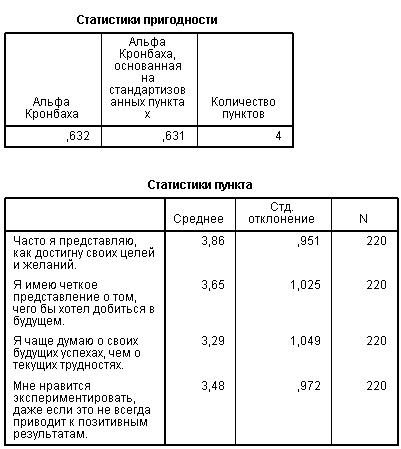 Статистики пригодности
Альфа
Кронбаха
Альфа
Кронбаха,
основанная
на
стандартизов
анных пункта
х
Количество
пунктов
,632 ,631 4
Статистики пункта
Среднее
Стд.
отклонение
N
Часто я представляю,
как достигну своих целей
и желаний.
3,86 ,951 220
Я имею четкое
представление о том,
чего бы хотел добиться в
будущем.
3,65 1,025 220
Я чаще думаю о своих
будущих успехах, чем о
текущих трудностях.
3,29 1,049 220
Мне нравится
экспериментировать,
даже если это не всегда
приводит к позитивным
результатам.
3,48 ,972 220